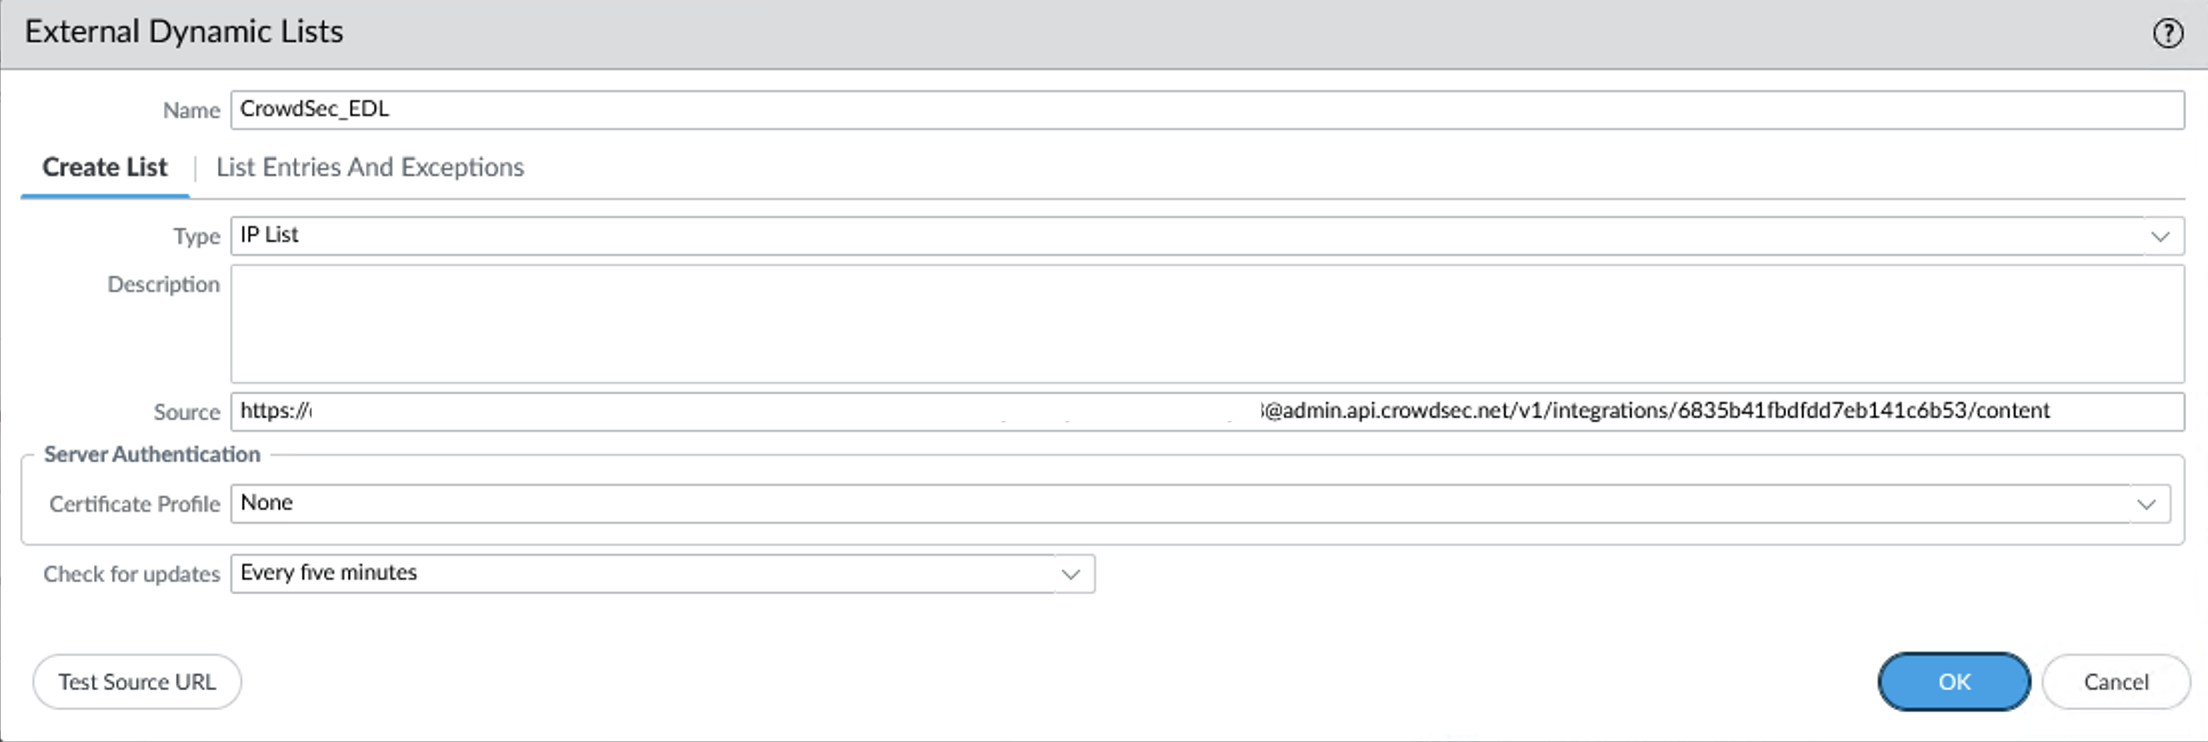 External Dynamic Lists
Name CrowdSec_EDL
Create List | List Entries And Exceptions
Type IP List
Description
Source https:// @admin.api.crowdsec.net/v1/integrations/6835b41fbdfdd7eb141c6b53/content
Server Authentication
Certificate Profile None
Check for updates Every five minutes
Test Source URL OK Cancel